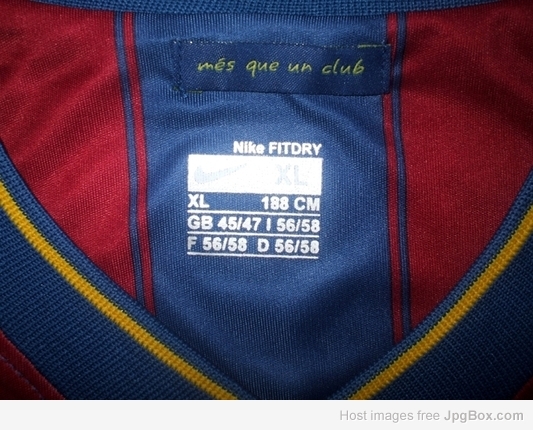 més que un club
Nike FITDRY
XL
XL 188 CM
GB 45/47 I 56/58
F 56/58 D 56/58
Host images free JpgBox.com